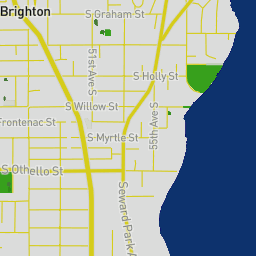 Brighton
S Graham St
51st Ave S
S Holly St
S Willow St
55th Ave S
Frontenac St
S Myrtle St
S Othello St
Seward Park A